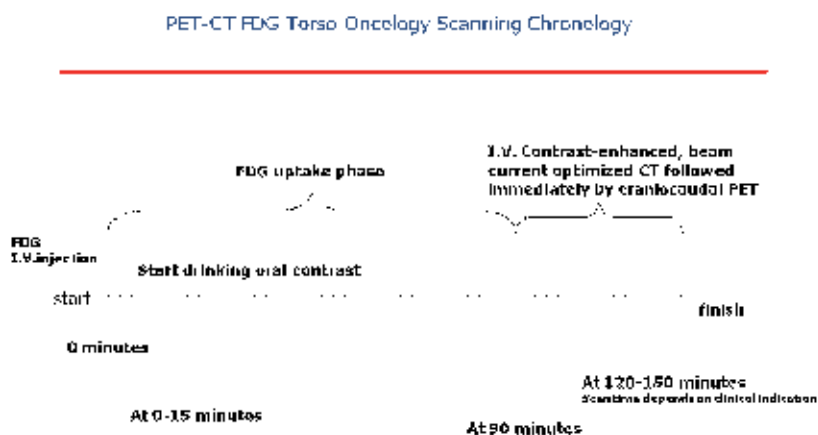 PET-CT FDG Torso Oncology Scanning Chronology
FDG uptake phase
I.V. Contrast-enhanced, beam
current optimized CT followed
immediately by craniocaudal PET
FDG
I.V.injection
Start drinking oral contrast
start
finish
0 minutes
At 120-150 minutes
Scantime depends on clinical indication
At 0-15 minutes
At 90 minutes